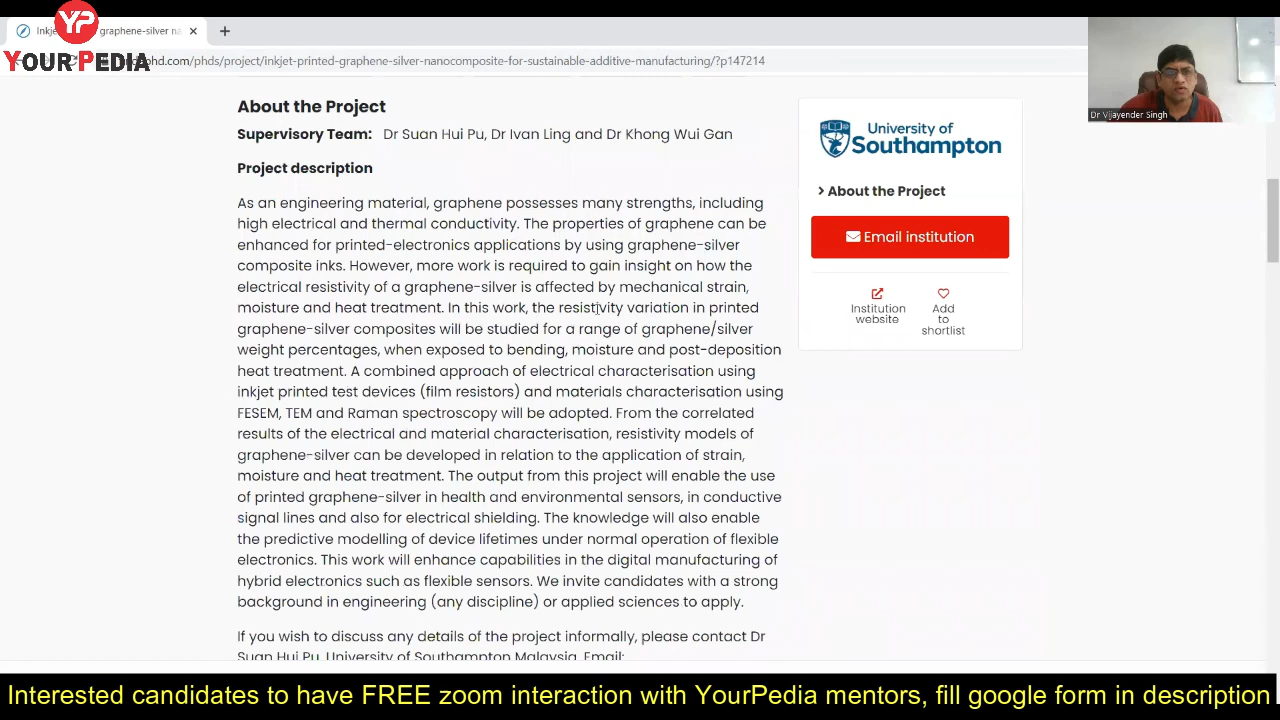 Inkj
graphene-silver na
YP
YOURPEDIA
phd.com/phds/project/inkjet-printed-graphene-silver-nanocomposite-for-sustainable-additive-manufacturing/?p147214
Dr Vijayender Singh
About the Project
Supervisory Team: Dr Suan Hui Pu, Dr Ivan Ling and Dr Khong Wui Gan
Project description
As an engineering material, graphene possesses many strengths, including
high electrical and thermal conductivity. The properties of graphene can be
enhanced for printed-electronics applications by using graphene-silver
composite inks. However, more work is required to gain insight on how the
electrical resistivity of a graphene-silver is affected by mechanical strain,
moisture and heat treatment. In this work, the resistivity variation in printed
graphene-silver composites will be studied for a range of graphene/silver
weight percentages, when exposed to bending, moisture and post-deposition
heat treatment. A combined approach of electrical characterisation using
inkjet printed test devices (film resistors) and materials characterisation using
FESEM, TEM and Raman spectroscopy will be adopted. From the correlated
results of the electrical and material characterisation, resistivity models of
graphene-silver can be developed in relation to the application of strain,
moisture and heat treatment. The output from this project will enable the use
of printed graphene-silver in health and environmental sensors, in conductive
signal lines and also for electrical shielding. The knowledge will also enable
the predictive modelling of device lifetimes under normal operation of flexible
electronics. This work will enhance capabilities in the digital manufacturing of
hybrid electronics such as flexible sensors. We invite candidates with a strong
background in engineering (any discipline) or applied sciences to apply.
If you wish to discuss any details of the project informally, please contact Dr
Suan Hui Pu, University of Southampton Malaysia, Email:
University of
Southampton
About the Project
Email institution
Institution
website
Add
to
shortlist
Interested candidates to have FREE zoom interaction with YourPedia mentors, fill google form in description